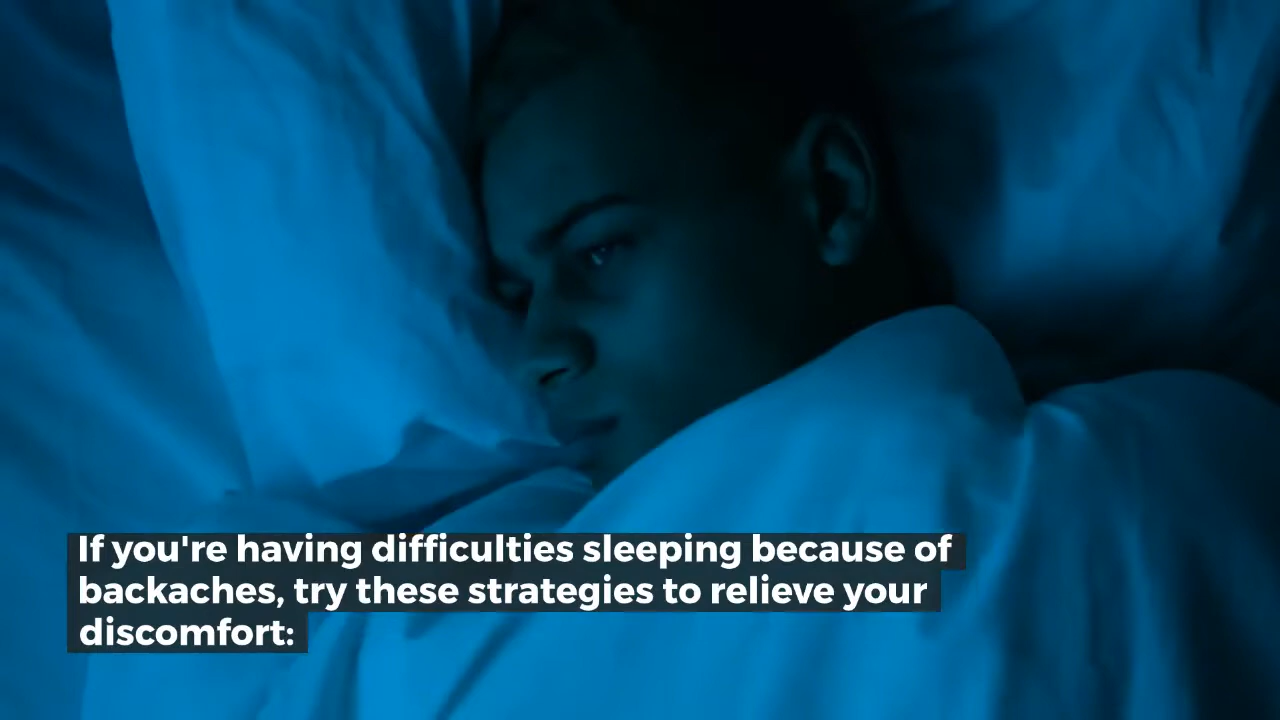 If you're having difficulties sleeping because of
backaches, try these strategies to relieve your
discomfort: